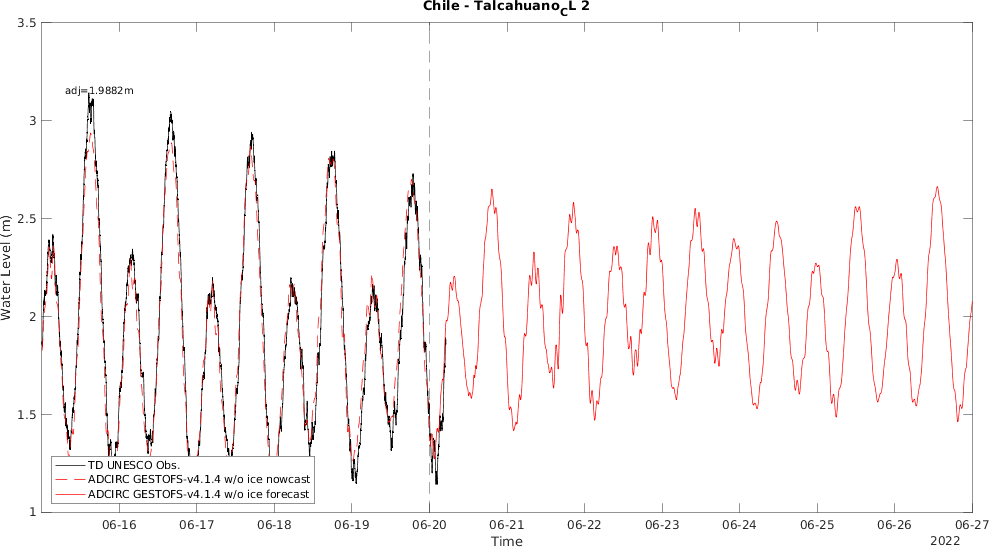 Chile - Talcahuano_CL 2
3.5
adj=1.9882m
3
2.5
2
1.5
1
Water Level (m)
TD UNESCO Obs.
ADCIRC GESTOFS-v4.1.4 w/o ice nowcast
ADCIRC GESTOFS-v4.1.4 w/o ice forecast
06-16 06-17 06-18 06-19 06-20 06-21 06-22 06-23 06-24 06-25 06-26 06-27
Time
2022